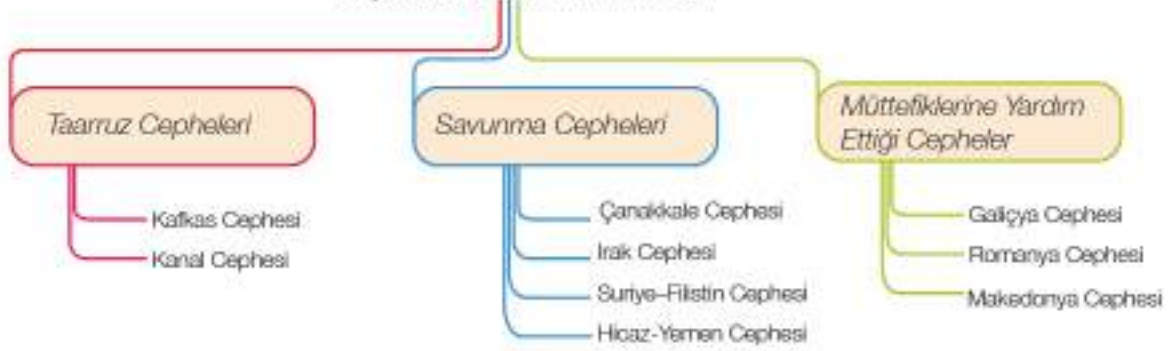 Taarruz Cepheleri
Kafkas Cephesi
Kanal Cephesi
Savunma Cepheleri
Çanakkale Cephesi
Irak Cephesi
Suriye-Filistin Cephesi
Hicaz-Yemen Cephesi
Müttefiklerine Yardım
Ettiği Cepheler
Galiçya Cephesi
Romanya Cephesi
Makedonya Cephesi